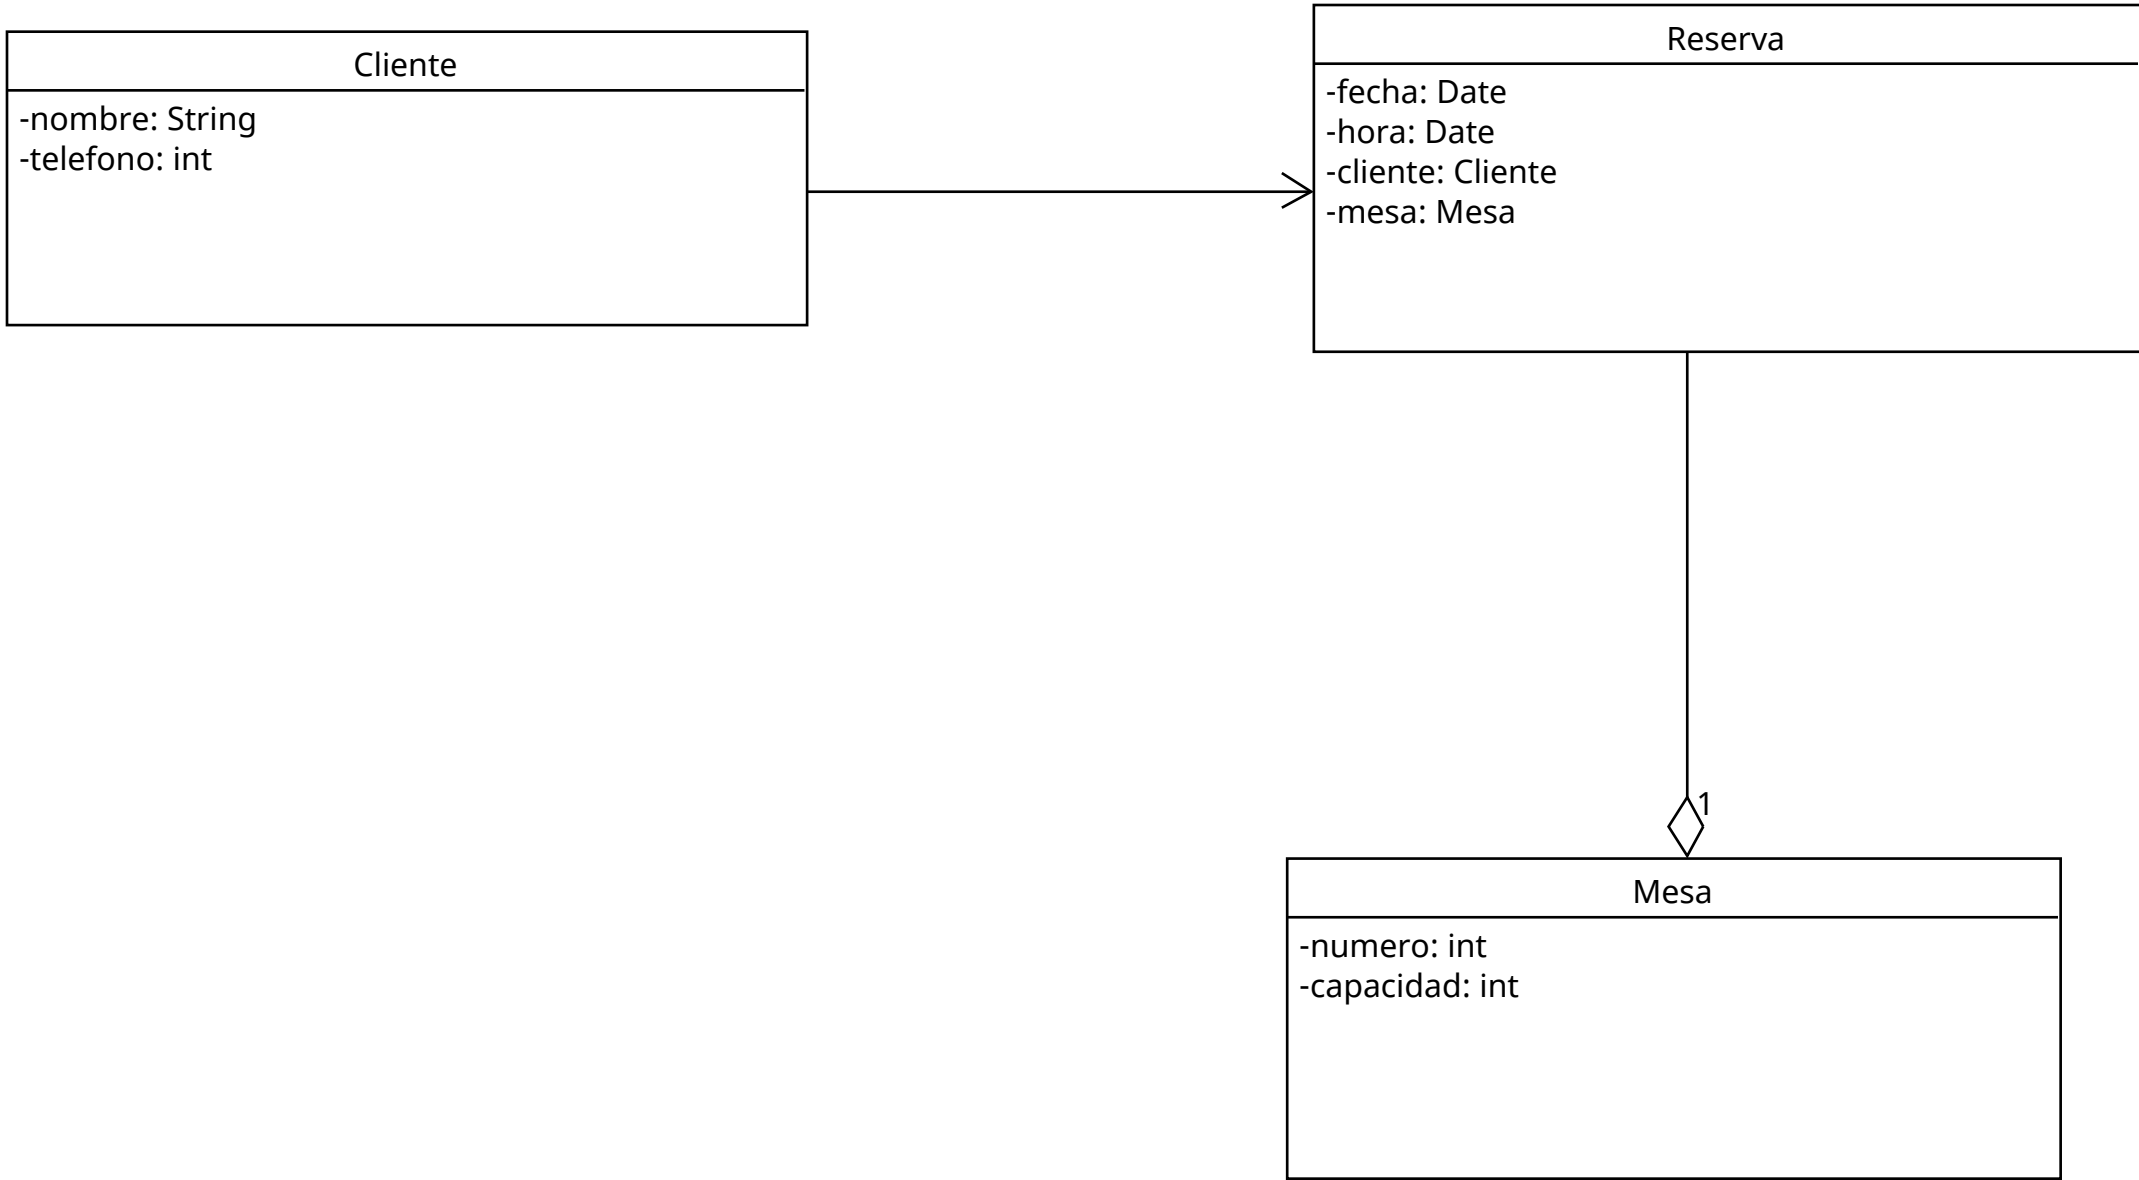 Cliente
-nombre: String
-telefono: int
Reserva
-fecha: Date
-hora: Date
-cliente: Cliente
-mesa: Mesa
1
Mesa
-numero: int
-capacidad: int